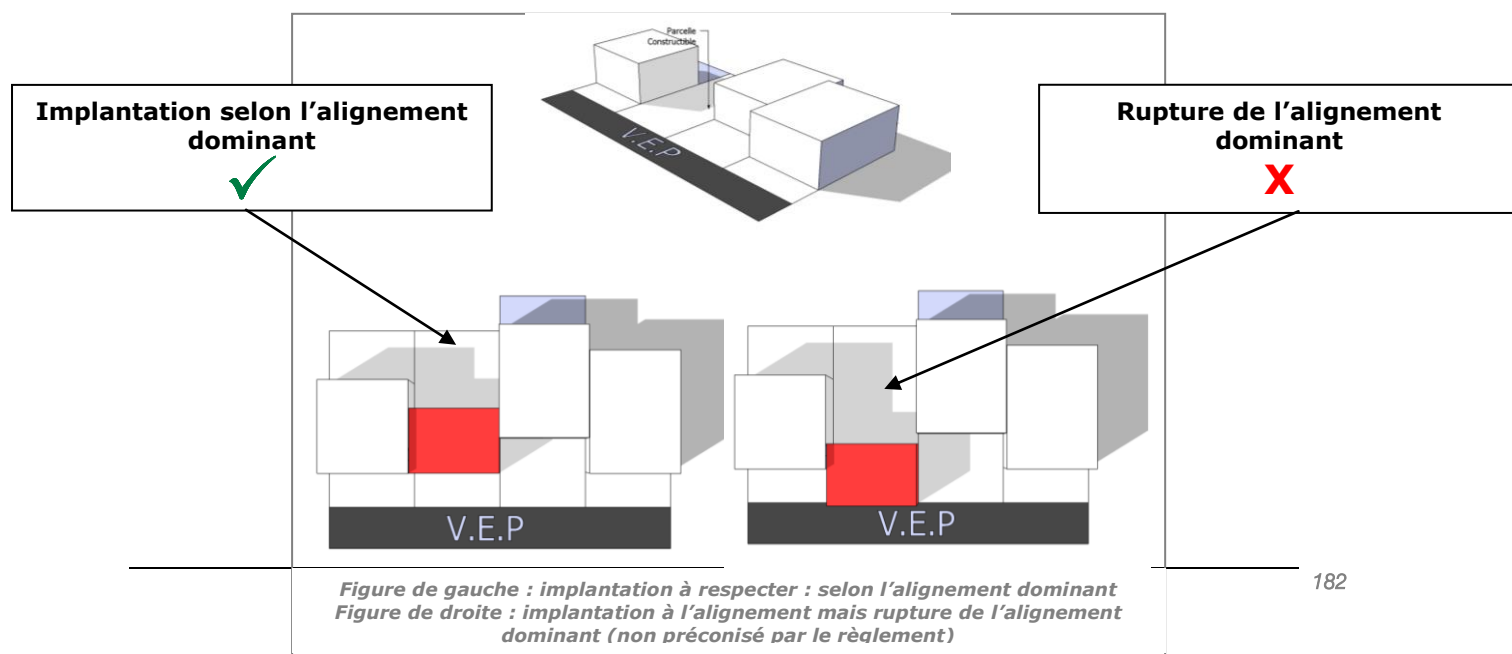 Parcelle
Constructible
V.E.P
Implantation selon l’alignement
dominant
✓
Rupture de l’alignement
dominant
X
V.E.P
V.E.P
Figure de gauche : implantation à respecter : selon l’alignement dominant
Figure de droite : implantation à l’alignement mais rupture de l’alignement
dominant (non préconisé par le règlement)
182